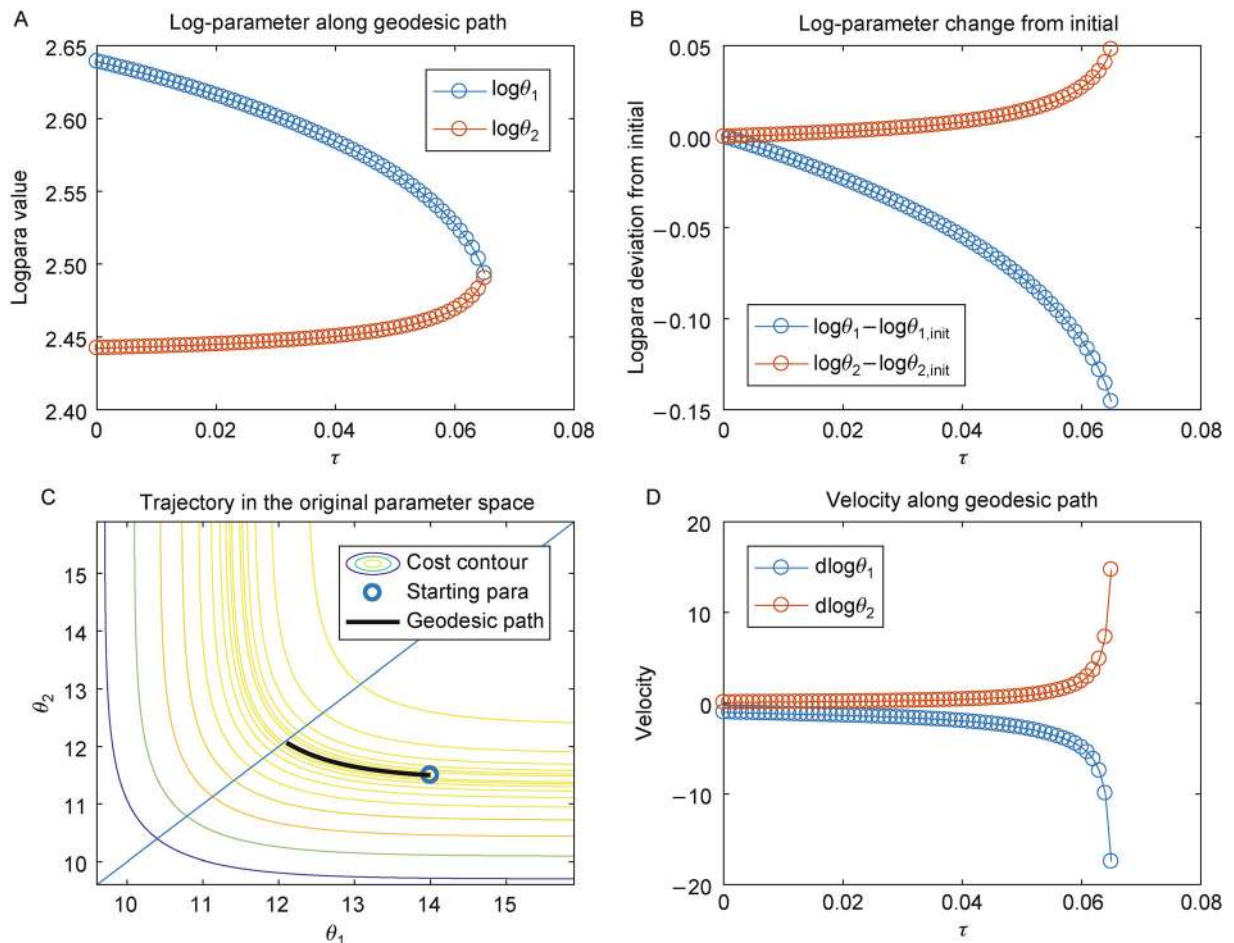 A
Log-parameter along geodesic path
2.65
2.60
2.55
2.50
2.45
2.40
Logpara value
logθ₁
logθ₂
0 0.02 0.04 0.06 0.08
τ
B
Log-parameter change from initial
0.05
0.00
−0.05
−0.10
−0.15
Logpara deviation from initial
logθ₁−logθ₁,init
logθ₂−logθ₂,init
0 0.02 0.04 0.06 0.08
τ
C
Trajectory in the original parameter space
15
14
13
12
11
10
θ₂
Cost contour
Starting para
Geodesic path
10 11 12 13 14 15
θ₁
D
Velocity along geodesic path
20
10
0
−10
−20
Velocity
dlogθ₁
dlogθ₂
0 0.02 0.04 0.06 0.08
τ